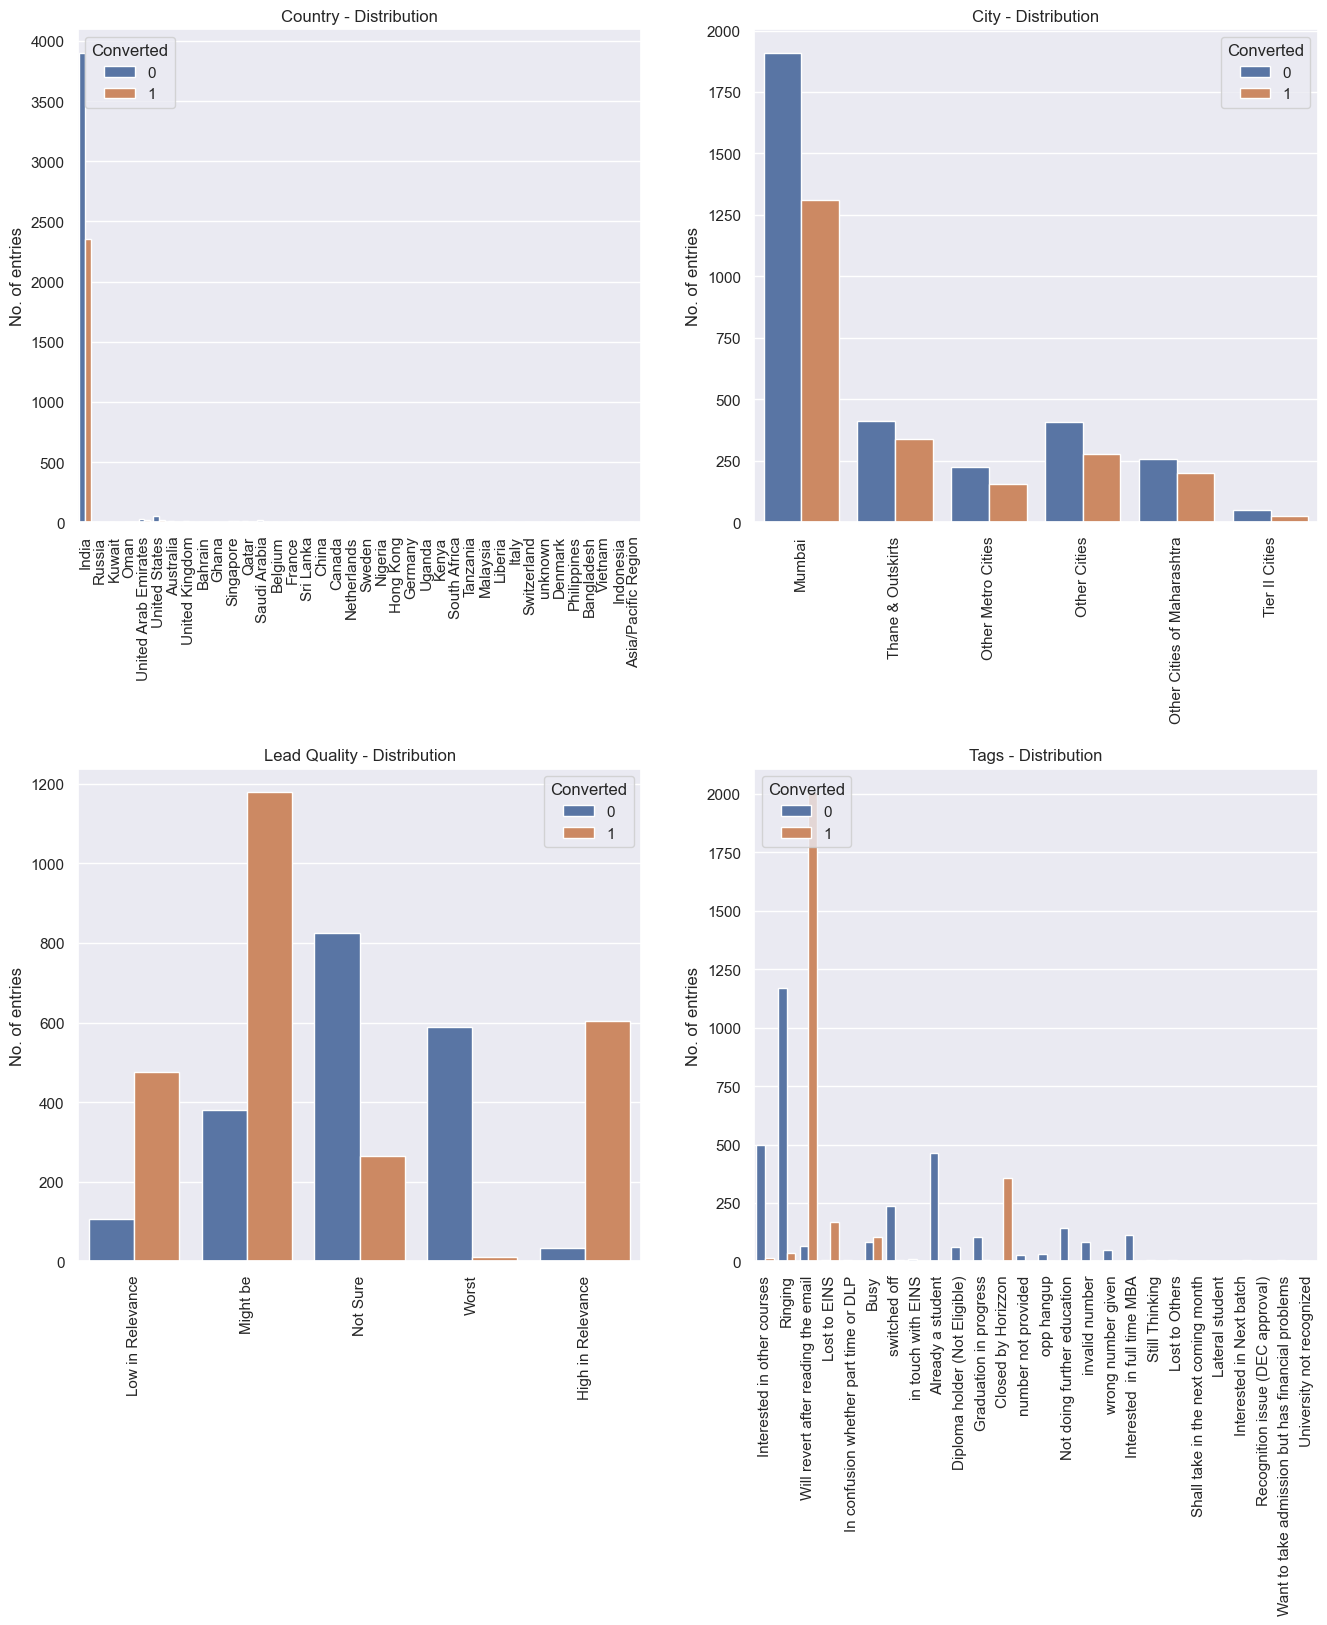 Country - Distribution
Converted
0
1
No. of entries
4000
3500
3000
2500
2000
1500
1000
500
0
India
Russia
Kuwait
Oman
United Arab Emirates
United States
Australia
United Kingdom
Bahrain
Ghana
Singapore
Qatar
Saudi Arabia
Belgium
France
Sri Lanka
China
Canada
Netherlands
Sweden
Nigeria
Hong Kong
Germany
Uganda
Kenya
South Africa
Tanzania
Malaysia
Liberia
Italy
Switzerland
unknown
Denmark
Philippines
Bangladesh
Vietnam
Indonesia
Asia/Pacific Region
City - Distribution
Converted
0
1
No. of entries
2000
1750
1500
1250
1000
750
500
250
0
Mumbai
Thane & Outskirts
Other Metro Cities
Other Cities
Other Cities of Maharashtra
Tier II Cities
Lead Quality - Distribution
Converted
0
1
No. of entries
1200
1000
800
600
400
200
0
Low in Relevance
Might be
Not Sure
Worst
High in Relevance
Tags - Distribution
Converted
0
1
No. of entries
2000
1750
1500
1250
1000
750
500
250
0
Interested in other courses
Ringing
Will revert after reading the email
Lost to EINS
In confusion whether part time or DLP
Busy
switched off
in touch with EINS
Already a student
Diploma holder (Not Eligible)
Graduation in progress
Closed by Horizzon
number not provided
opp hangup
Not doing further education
invalid number
wrong number given
Interested  in full time MBA
Still Thinking
Lost to Others
Shall take in the next coming month
Lateral student
Interested in Next batch
Recognition issue (DEC approval)
Want to take admission but has financial problems
University not recognized